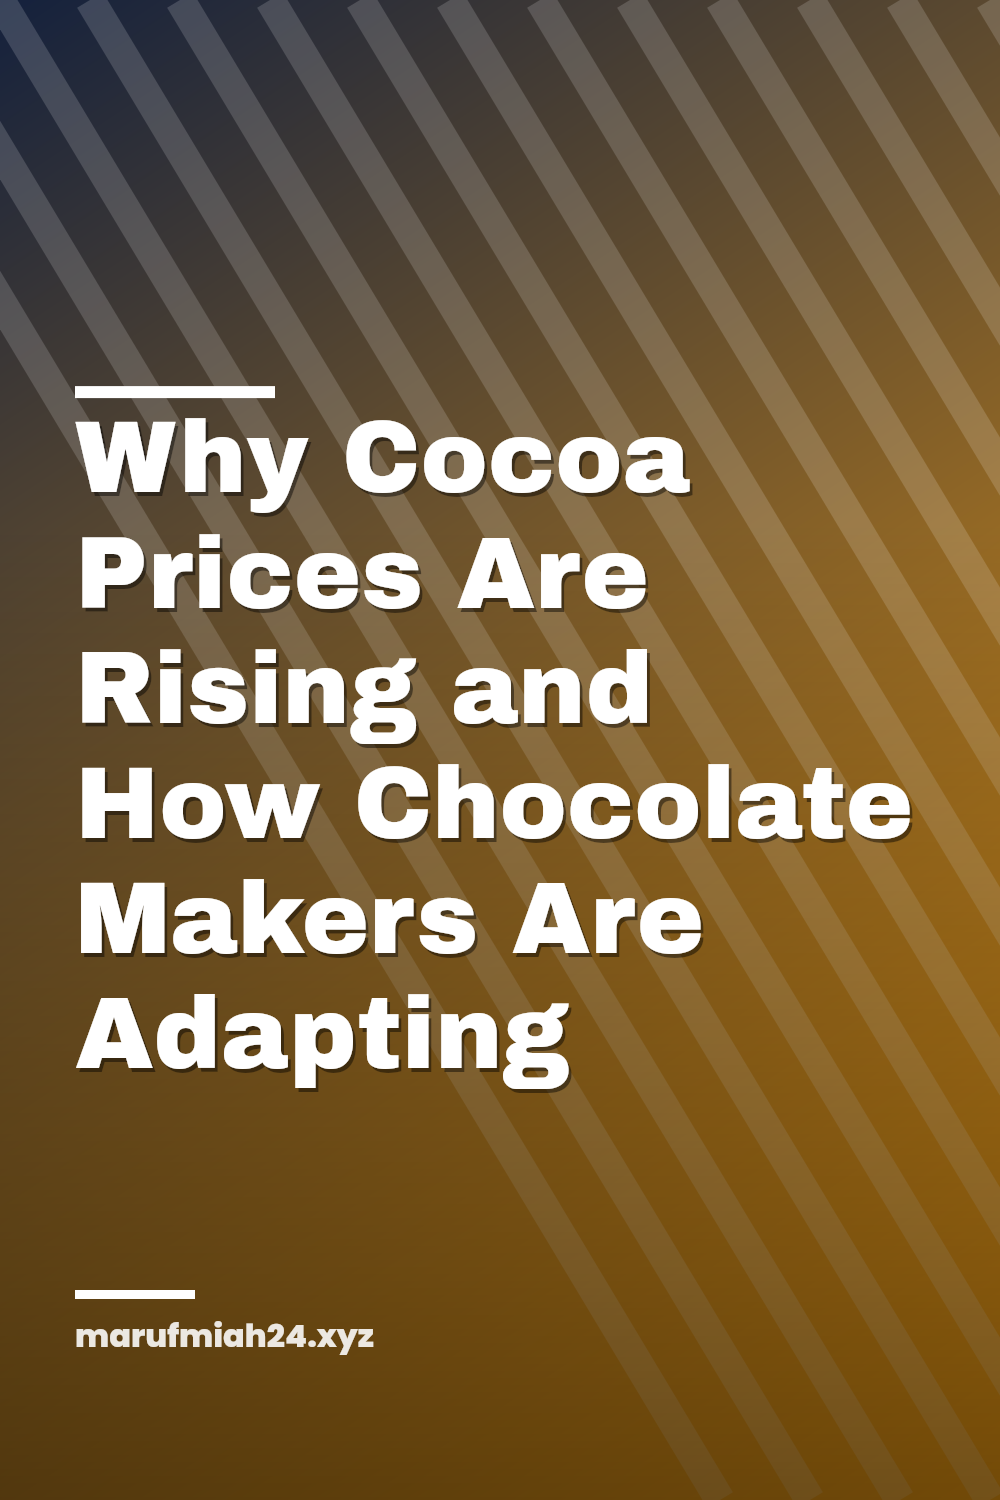 Why Cocoa
Prices Are
Rising and
How Chocolate
Makers Are
Adapting
marufmiah24.xyz